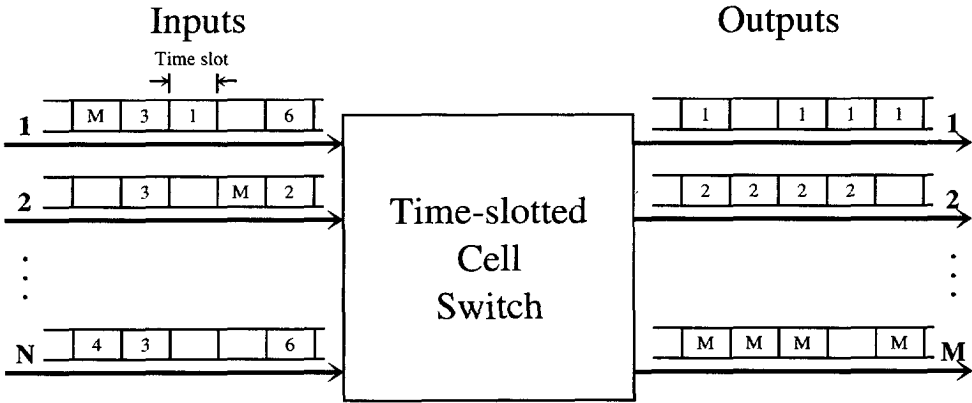 Inputs
Outputs
Time slot
1 M 3 1 6
1 1 1 1 1
2 3 M 2
2 2 2 2 2
Time-slotted
Cell
Switch
N 4 3 6
M M M M M